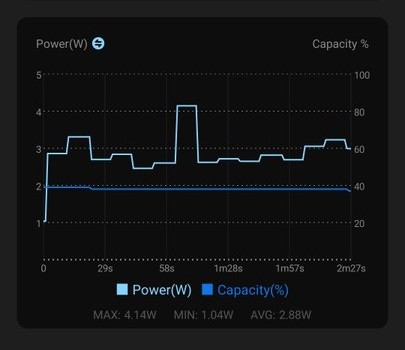 Power(W) Capacity %
5 100
4 80
3 60
2 40
1 20
0 29s 58s 1m28s 1m57s 2m27s
Power(W) Capacity(%)
MAX: 4.14W MIN: 1.04W AVG: 2.88W